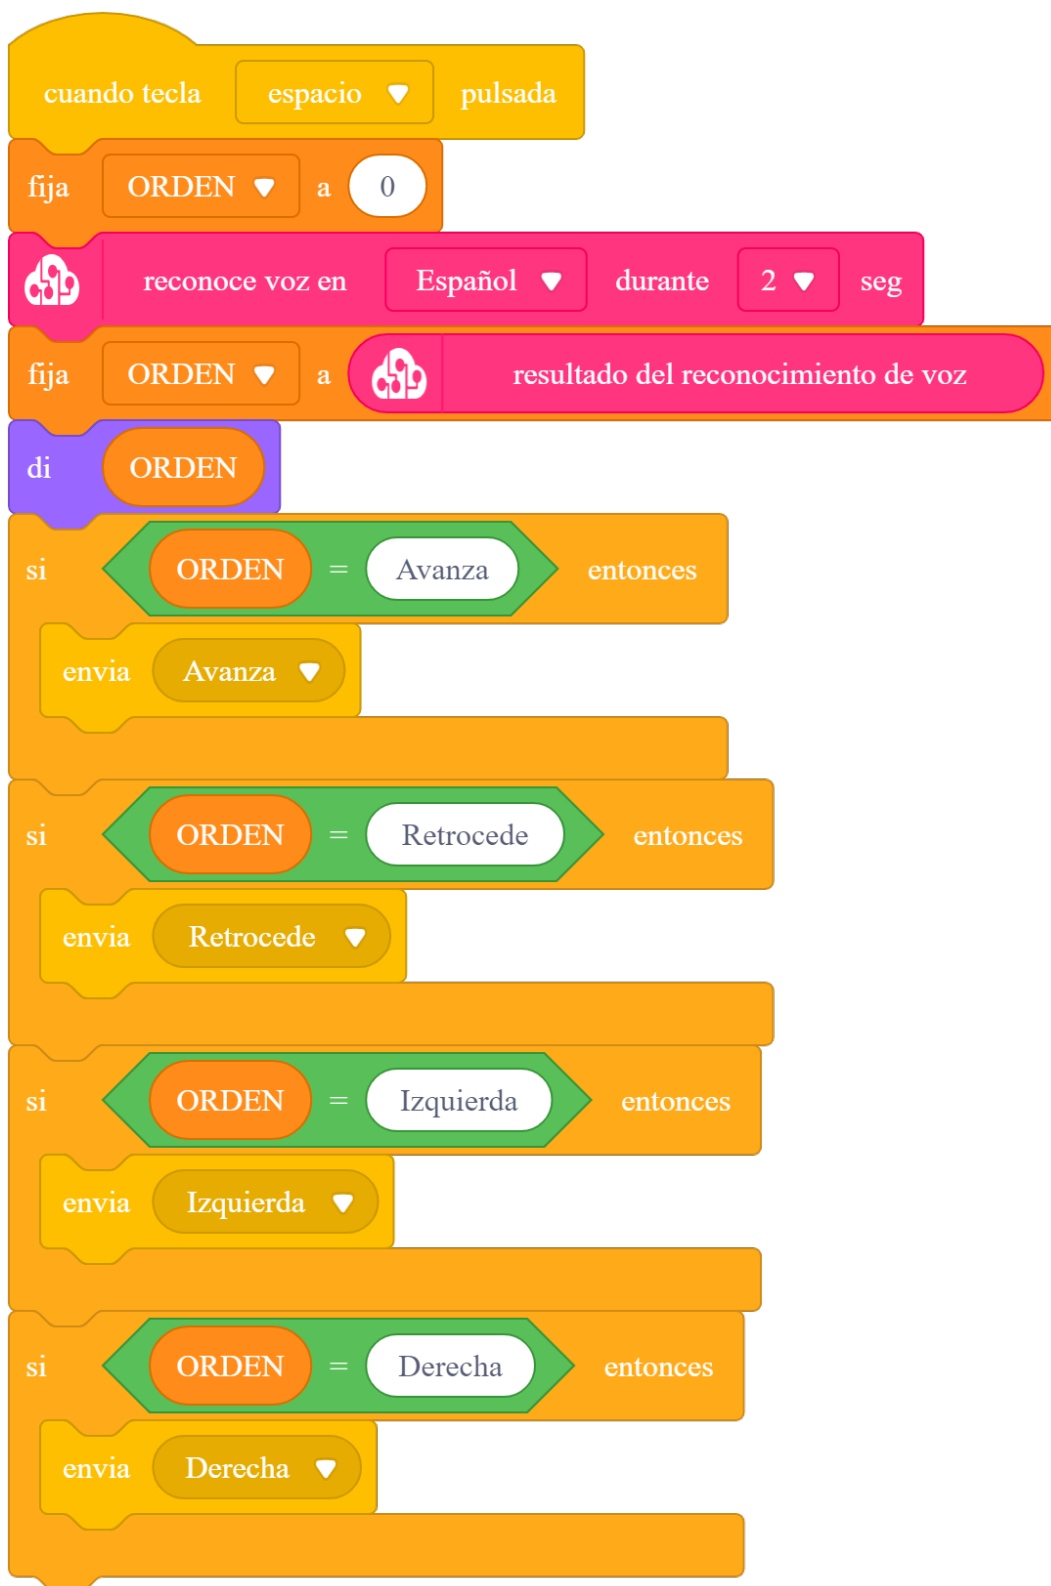 cuando tecla espacio pulsada
fija ORDEN a 0
reconoce voz en Español durante 2 seg
fija ORDEN a resultado del reconocimiento de voz
di ORDEN
si ORDEN = Avanza entonces
envia Avanza
si ORDEN = Retrocede entonces
envia Retrocede
si ORDEN = Izquierda entonces
envia Izquierda
si ORDEN = Derecha entonces
envia Derecha